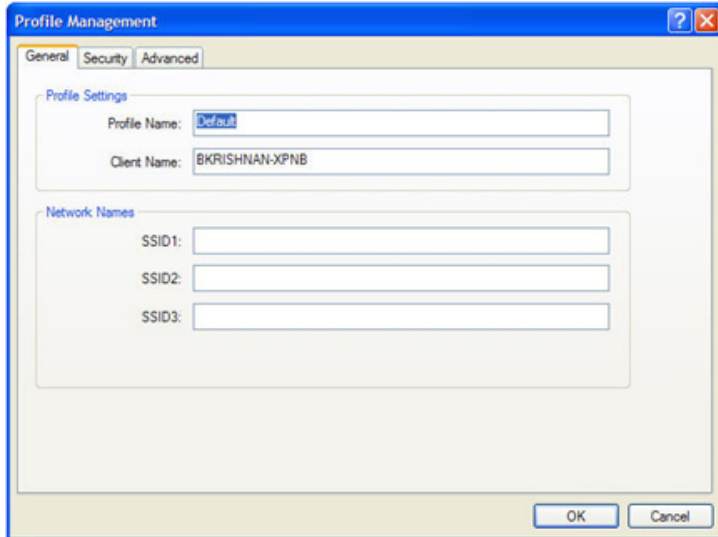 Profile Management
General Security Advanced
Profile Settings
Profile Name: Default
Client Name: BKRISHNAN-XPNB
Network Names
SSID1:
SSID2:
SSID3:
OK Cancel